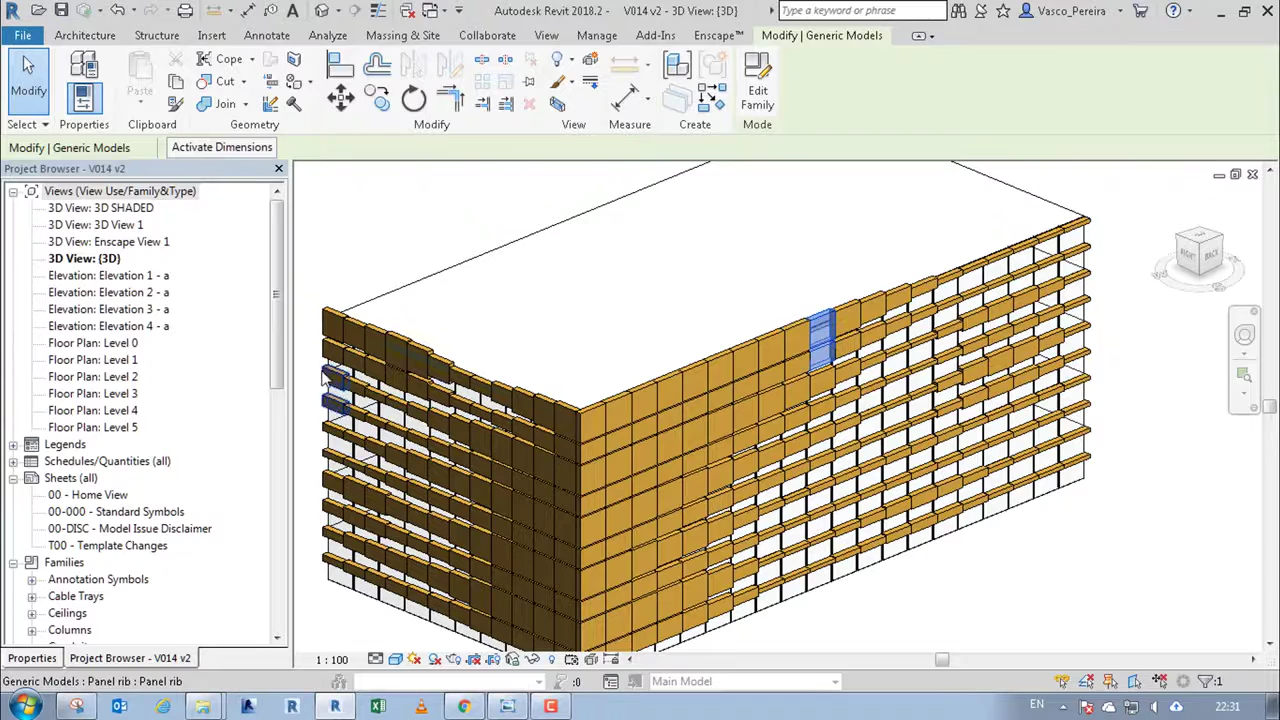 Autodesk Revit 2018.2 - V014 v2 - 3D View: {3D}
Type a keyword or phrase
Vasco_Pereira
File Architecture Structure Insert Annotate Analyze Massing & Site Collaborate View Manage Add-Ins Enscape™ Modify | Generic Models
Modify Properties Paste Cope Cut Join Edit Family
Select Properties Clipboard Geometry Modify View Measure Create Mode
Modify | Generic Models Activate Dimensions
Project Browser - V014 v2
Views (View Use/Family&Type)
3D View: 3D SHADED
3D View: 3D View 1
3D View: Enscape View 1
3D View: {3D}
Elevation: Elevation 1 - a
Elevation: Elevation 2 - a
Elevation: Elevation 3 - a
Elevation: Elevation 4 - a
Floor Plan: Level 0
Floor Plan: Level 1
Floor Plan: Level 2
Floor Plan: Level 3
Floor Plan: Level 4
Floor Plan: Level 5
Legends
Schedules/Quantities (all)
Sheets (all)
00 - Home View
00-000 - Standard Symbols
00-DISC - Model Issue Disclaimer
T00 - Template Changes
Families
Annotation Symbols
Cable Trays
Ceilings
Columns
RIGHT BACK
Properties Project Browser - V014 v2
1 : 100
Generic Models : Panel rib : Panel rib
:0
Main Model
:1
EN
22:31